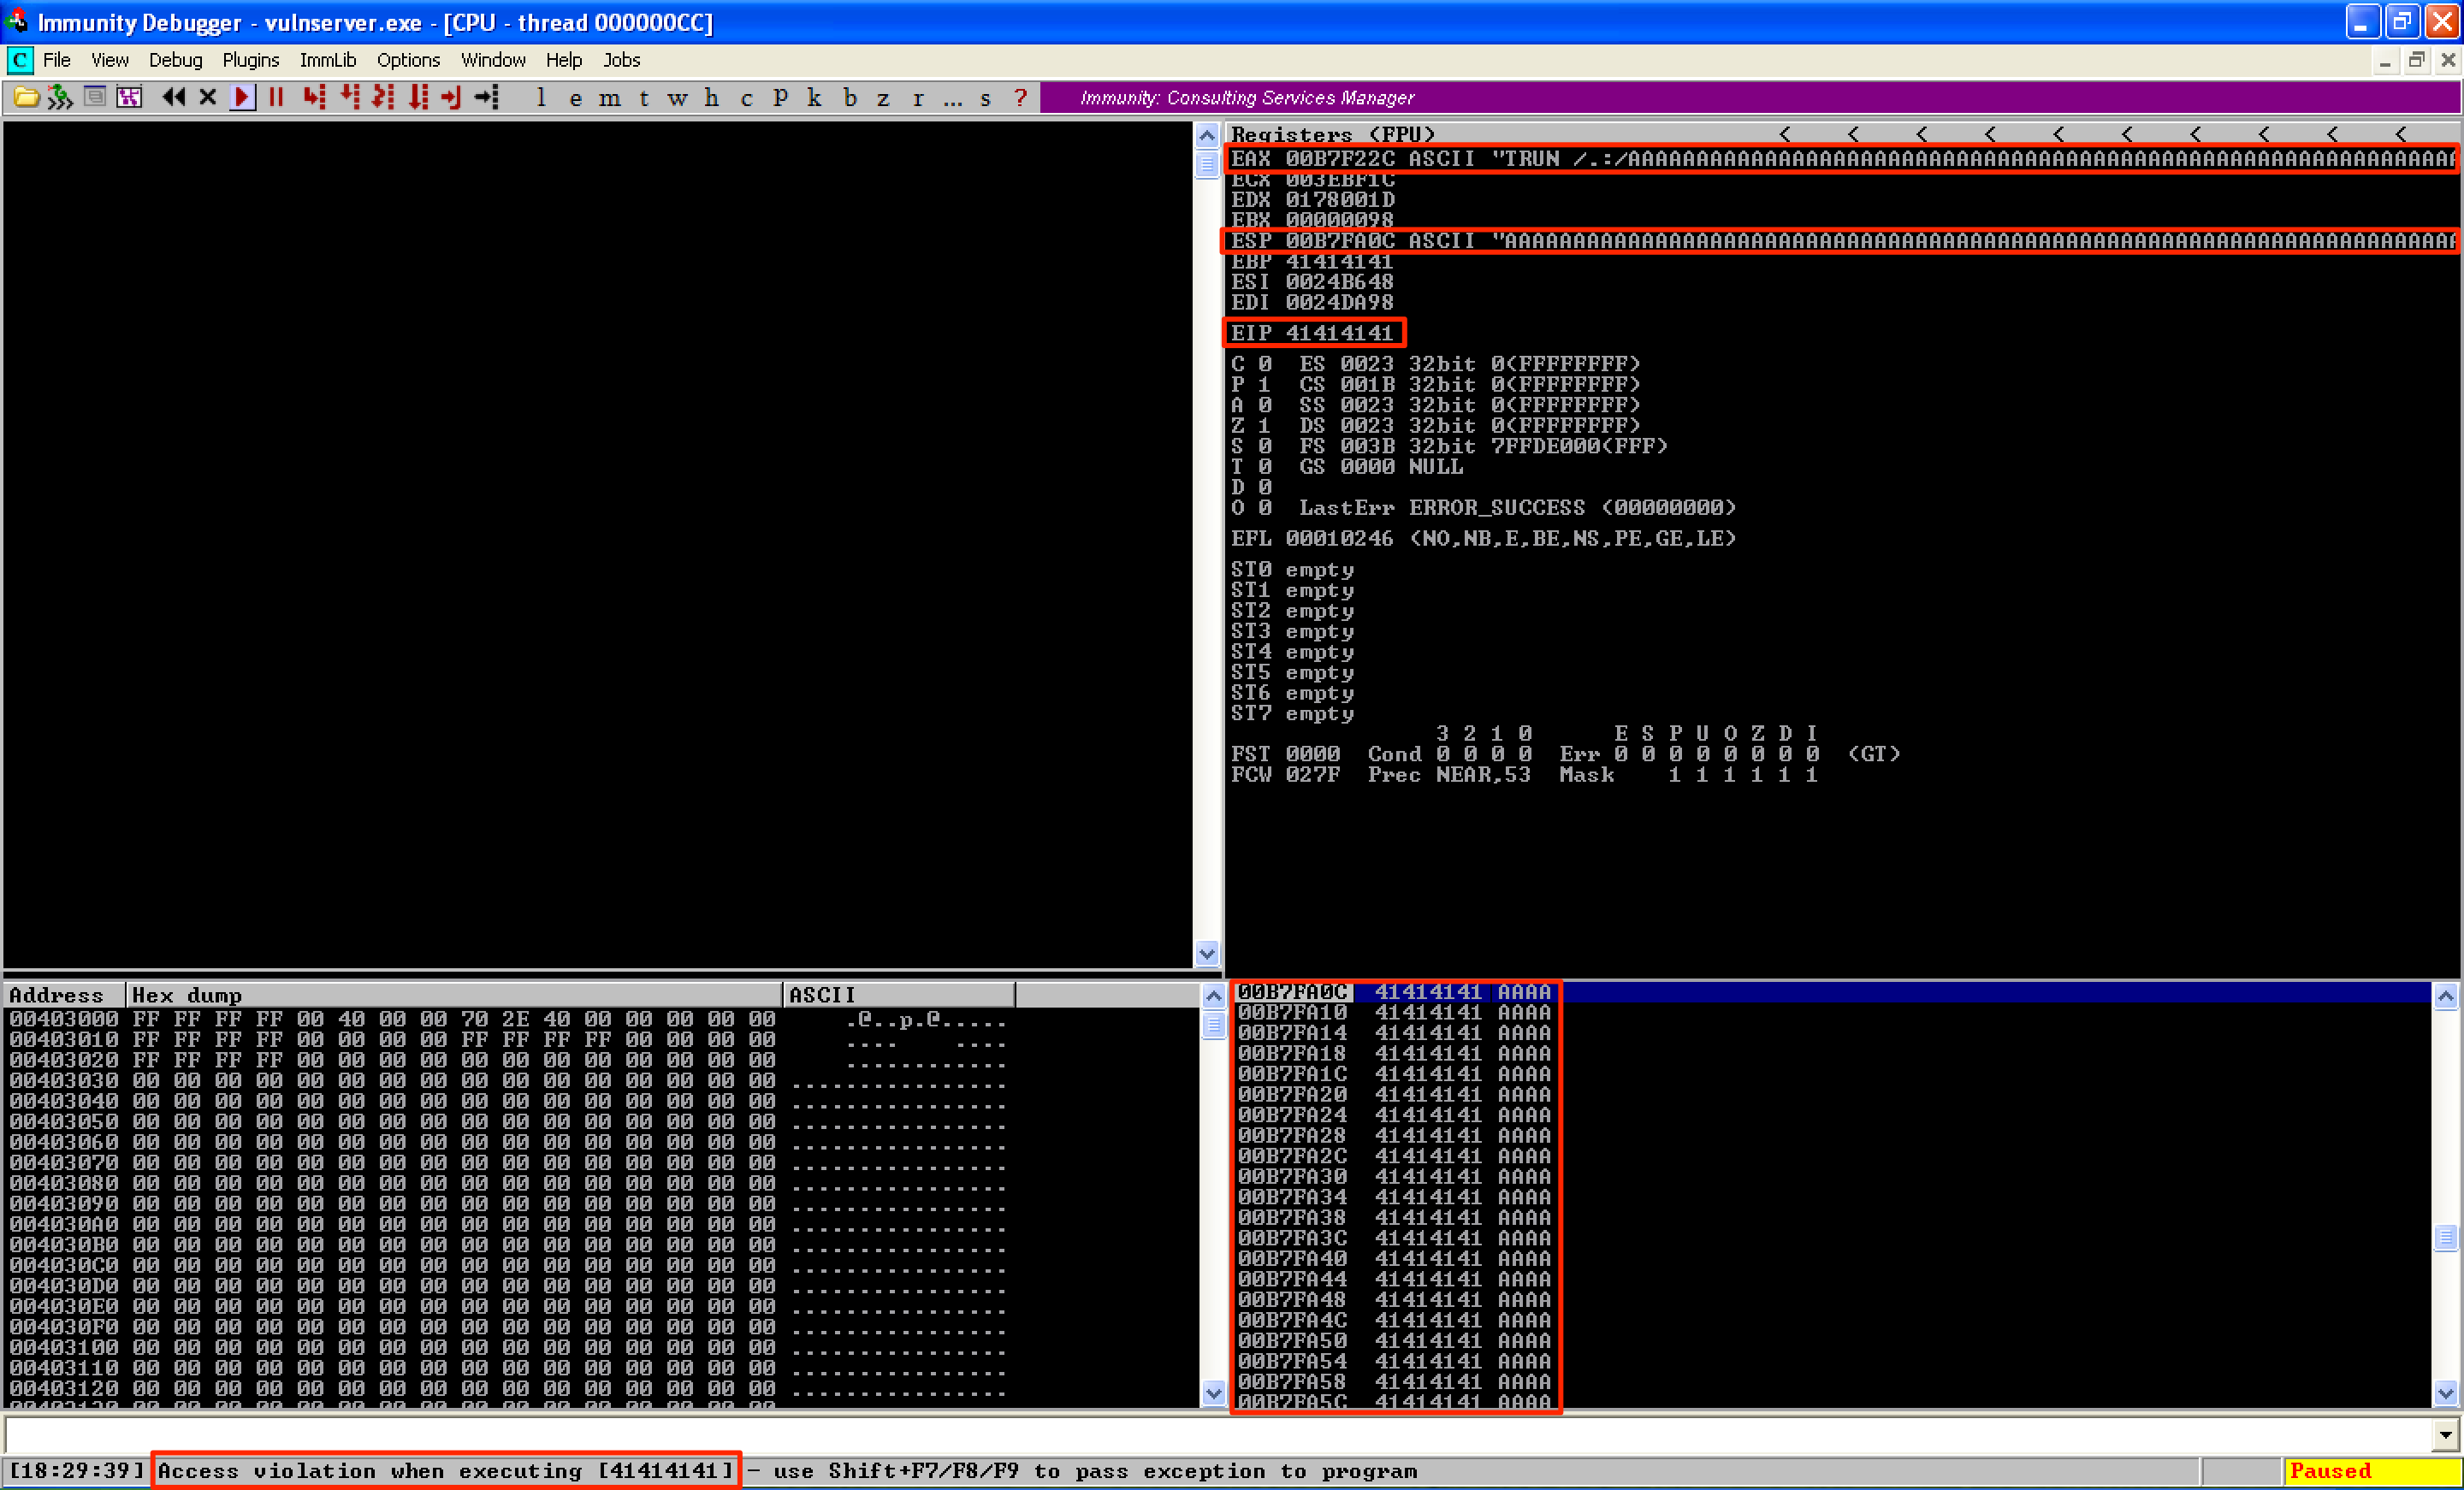 Immunity Debugger - vulnserver.exe - [CPU - thread 000000CC]
C File View Debug Plugins ImmLib Options Window Help Jobs
l e m t w h c P k b z r ... s ? Immunity: Consulting Services Manager
Registers (FPU) < < < < < < < < < <
EAX 00B7F22C ASCII "TRUN /.:/AAAAAAAAAAAAAAAAAAAAAAAAAAAAAAAAAAAAAAAAAAAAAAAAAAAAAAAAAAAAA
ECX 003EBF1C
EDX 0178001D
EBX 00000098
ESP 00B7FA0C ASCII "AAAAAAAAAAAAAAAAAAAAAAAAAAAAAAAAAAAAAAAAAAAAAAAAAAAAAAAAAAAAAAAAAAAAAA
EBP 41414141
ESI 0024B648
EDI 0024DA98
EIP 41414141
C 0 ES 0023 32bit 0(FFFFFFFF)
P 1 CS 001B 32bit 0(FFFFFFFF)
A 0 SS 0023 32bit 0(FFFFFFFF)
Z 1 DS 0023 32bit 0(FFFFFFFF)
S 0 FS 003B 32bit 7FFDE000(FFF)
T 0 GS 0000 NULL
D 0
O 0 LastErr ERROR_SUCCESS (00000000)
EFL 00010246 (NO,NB,E,BE,NS,PE,GE,LE)
ST0 empty
ST1 empty
ST2 empty
ST3 empty
ST4 empty
ST5 empty
ST6 empty
ST7 empty
3 2 1 0 E S P U O Z D I
FST 0000 Cond 0 0 0 0 Err 0 0 0 0 0 0 0 0 (GT)
FCW 027F Prec NEAR,53 Mask 1 1 1 1 1 1
Address Hex dump ASCII
00403000 FF FF FF FF 00 40 00 00 70 2E 40 00 00 00 00 00 .@..p.@.....
00403010 FF FF FF FF 00 00 00 00 FF FF FF FF 00 00 00 00 .... ....
00403020 FF FF FF FF 00 00 00 00 00 00 00 00 00 00 00 00 ............
00403030 00 00 00 00 00 00 00 00 00 00 00 00 00 00 00 00 ................
00403040 00 00 00 00 00 00 00 00 00 00 00 00 00 00 00 00 ................
00403050 00 00 00 00 00 00 00 00 00 00 00 00 00 00 00 00 ................
00403060 00 00 00 00 00 00 00 00 00 00 00 00 00 00 00 00 ................
00403070 00 00 00 00 00 00 00 00 00 00 00 00 00 00 00 00 ................
00403080 00 00 00 00 00 00 00 00 00 00 00 00 00 00 00 00 ................
00403090 00 00 00 00 00 00 00 00 00 00 00 00 00 00 00 00 ................
004030A0 00 00 00 00 00 00 00 00 00 00 00 00 00 00 00 00 ................
004030B0 00 00 00 00 00 00 00 00 00 00 00 00 00 00 00 00 ................
004030C0 00 00 00 00 00 00 00 00 00 00 00 00 00 00 00 00 ................
004030D0 00 00 00 00 00 00 00 00 00 00 00 00 00 00 00 00 ................
004030E0 00 00 00 00 00 00 00 00 00 00 00 00 00 00 00 00 ................
004030F0 00 00 00 00 00 00 00 00 00 00 00 00 00 00 00 00 ................
00403100 00 00 00 00 00 00 00 00 00 00 00 00 00 00 00 00 ................
00403110 00 00 00 00 00 00 00 00 00 00 00 00 00 00 00 00 ................
00403120 00 00 00 00 00 00 00 00 00 00 00 00 00 00 00 00 ................
00B7FA0C 41414141 AAAA
00B7FA10 41414141 AAAA
00B7FA14 41414141 AAAA
00B7FA18 41414141 AAAA
00B7FA1C 41414141 AAAA
00B7FA20 41414141 AAAA
00B7FA24 41414141 AAAA
00B7FA28 41414141 AAAA
00B7FA2C 41414141 AAAA
00B7FA30 41414141 AAAA
00B7FA34 41414141 AAAA
00B7FA38 41414141 AAAA
00B7FA3C 41414141 AAAA
00B7FA40 41414141 AAAA
00B7FA44 41414141 AAAA
00B7FA48 41414141 AAAA
00B7FA4C 41414141 AAAA
00B7FA50 41414141 AAAA
00B7FA54 41414141 AAAA
00B7FA58 41414141 AAAA
00B7FA5C 41414141 AAAA
[18:29:39] Access violation when executing [41414141] - use Shift+F7/F8/F9 to pass exception to program Paused